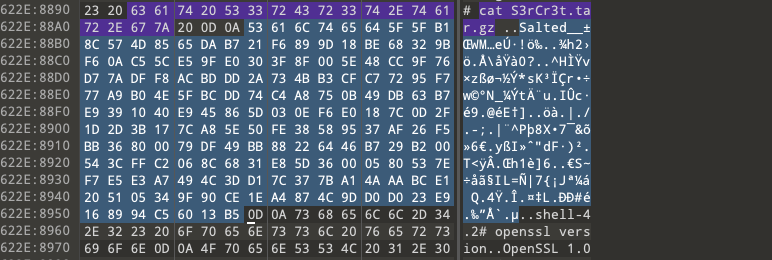 622E:8890 23 20 63 61 74 20 53 33 72 43 72 33 74 2E 74 61 # cat S3rCr3t.ta
622E:88A0 72 2E 67 7A 20 0D 0A 53 61 6C 74 65 64 5F 5F B1 r.gz ..Salted__±
622E:88B0 8C 57 4D 85 65 DA B7 21 F6 89 9D 18 BE 68 32 9B ŒWM…eÚ·!ö‰..¾h2›
622E:88C0 F6 0A C5 5C E5 9F E0 30 3F 8F 00 5E 48 CC 9F 76 ö.Å\åŸà0?..^HÌŸv
622E:88D0 D7 7A DF F8 AC BD DD 2A 73 4B B3 CF C7 72 95 F7 ×zßø¬½Ý*sK³ÏÇr•÷
622E:88E0 77 A9 B0 4E 5F BC DD 74 C4 A8 75 0B 49 DB 63 B7 w©°N_¼ÝtÄ¨u.IÛc·
622E:88F0 E9 39 10 40 E9 45 86 5D 03 0E F6 E0 18 7C 0D 2F é9.@éE†]..öà.|./
622E:8900 1D 2D 3B 17 7C A8 5E 50 FE 38 58 95 37 AF 26 F5 .-;.|¨^Pþ8X•7¯&õ
622E:8910 BB 36 80 00 79 DF 49 BB 88 22 64 46 B7 29 B2 00 »6€.yßI»ˆ"dF·)².
622E:8920 54 3C FF C2 06 8C 68 31 E8 5D 36 00 05 80 53 7E T<ÿÂ.Œh1è]6..€S~
622E:8930 F7 E5 E3 A7 49 4C 3D D1 7C 37 7B A1 4A AA BC E1 ÷åã§IL=Ñ|7{¡Jª¼á
622E:8940 20 51 05 34 9F 90 CE 1E A4 87 4C 9D D0 D0 23 E9 Q.4Ÿ.Î.¤‡L.ÐÐ#é
622E:8950 16 89 94 C5 60 13 B5 0D 0A 73 68 65 6C 6C 2D 34 .‰”Å`.µ..shell-4
622E:8960 2E 32 23 20 6F 70 65 6E 73 73 6C 20 76 65 72 73 .2# openssl vers
622E:8970 69 6F 6E 0D 0A 4F 70 65 6E 53 53 4C 20 31 2E 30 ion..OpenSSL 1.0